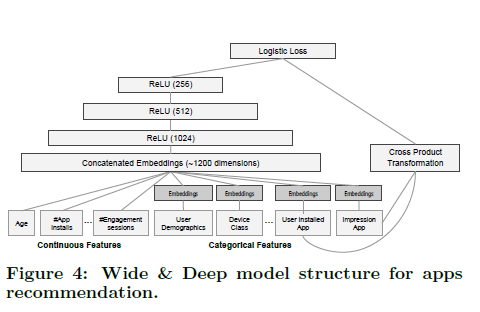 Logistic Loss
ReLU (256)
ReLU (512)
ReLU (1024)
Cross Product
Transformation
Concatenated Embeddings (~1200 dimensions)
Embeddings Embeddings Embeddings Embeddings
Age
#App
Installs
...
#Engagement
sessions
User
Demographics
Device
Class
...
User Installed
App
Impression
App
Continuous Features
Categorical Features
Figure 4: Wide & Deep model structure for apps
recommendation.